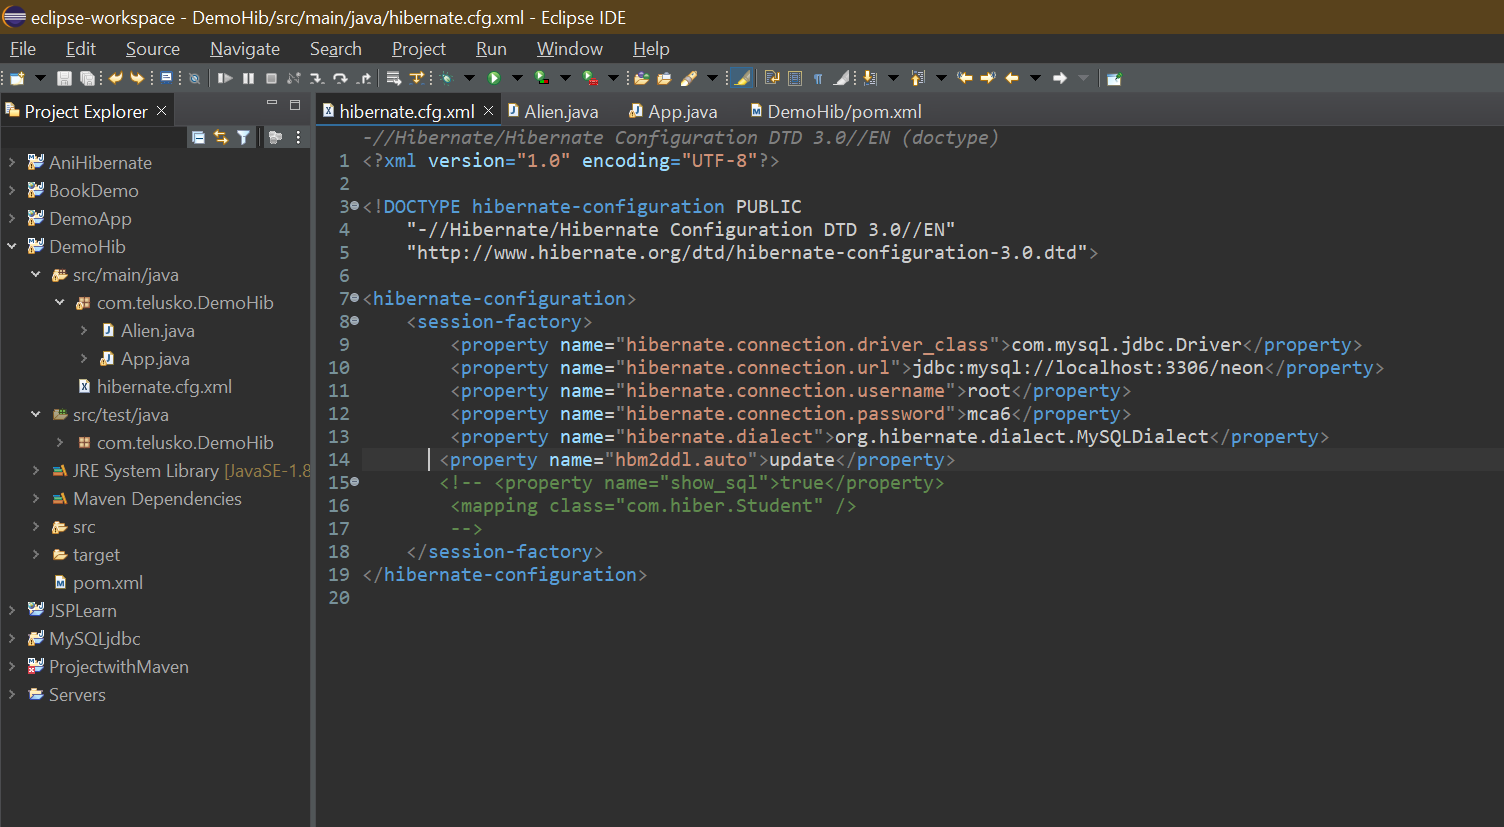 eclipse-workspace - DemoHib/src/main/java/hibernate.cfg.xml - Eclipse IDE
File Edit Source Navigate Search Project Run Window Help
Project Explorer
AniHibernate
BookDemo
DemoApp
DemoHib
src/main/java
com.telusko.DemoHib
Alien.java
App.java
hibernate.cfg.xml
src/test/java
com.telusko.DemoHib
JRE System Library [JavaSE-1.8
Maven Dependencies
src
target
pom.xml
JSPLearn
MySQLjdbc
ProjectwithMaven
Servers
hibernate.cfg.xml Alien.java App.java DemoHib/pom.xml
-//Hibernate/Hibernate Configuration DTD 3.0//EN (doctype)
1 <?xml version="1.0" encoding="UTF-8"?>
2
3 <!DOCTYPE hibernate-configuration PUBLIC
4 "-//Hibernate/Hibernate Configuration DTD 3.0//EN"
5 "http://www.hibernate.org/dtd/hibernate-configuration-3.0.dtd">
6
7 <hibernate-configuration>
8 <session-factory>
9 <property name="hibernate.connection.driver_class">com.mysql.jdbc.Driver</property>
10 <property name="hibernate.connection.url">jdbc:mysql://localhost:3306/neon</property>
11 <property name="hibernate.connection.username">root</property>
12 <property name="hibernate.connection.password">mca6</property>
13 <property name="hibernate.dialect">org.hibernate.dialect.MySQLDialect</property>
14 <property name="hbm2ddl.auto">update</property>
15 <!-- <property name="show_sql">true</property>
16 <mapping class="com.hiber.Student" />
17 -->
18 </session-factory>
19 </hibernate-configuration>
20